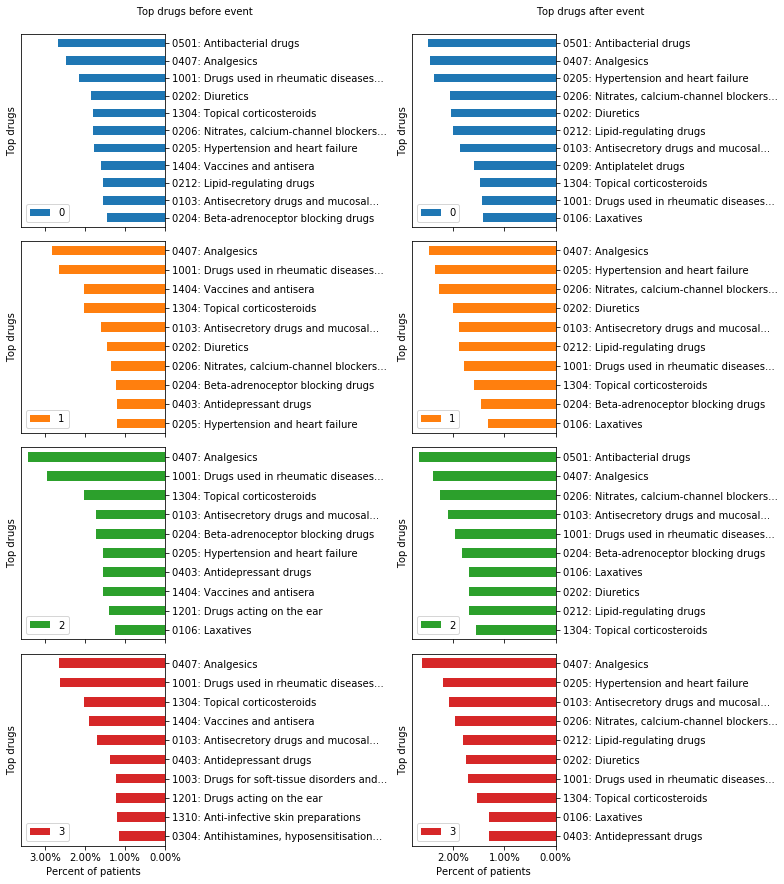 Top drugs before event
Top drugs
0501: Antibacterial drugs
0407: Analgesics
1001: Drugs used in rheumatic diseases...
0202: Diuretics
1304: Topical corticosteroids
0206: Nitrates, calcium-channel blockers...
0205: Hypertension and heart failure
1404: Vaccines and antisera
0212: Lipid-regulating drugs
0103: Antisecretory drugs and mucosal...
0204: Beta-adrenoceptor blocking drugs
0
Top drugs after event
Top drugs
0501: Antibacterial drugs
0407: Analgesics
0205: Hypertension and heart failure
0206: Nitrates, calcium-channel blockers...
0202: Diuretics
0212: Lipid-regulating drugs
0103: Antisecretory drugs and mucosal...
0209: Antiplatelet drugs
1304: Topical corticosteroids
1001: Drugs used in rheumatic diseases...
0106: Laxatives
0
Top drugs
0407: Analgesics
1001: Drugs used in rheumatic diseases...
1404: Vaccines and antisera
1304: Topical corticosteroids
0103: Antisecretory drugs and mucosal...
0202: Diuretics
0206: Nitrates, calcium-channel blockers...
0204: Beta-adrenoceptor blocking drugs
0403: Antidepressant drugs
0205: Hypertension and heart failure
1
Top drugs
0407: Analgesics
0205: Hypertension and heart failure
0206: Nitrates, calcium-channel blockers...
0202: Diuretics
0103: Antisecretory drugs and mucosal...
0212: Lipid-regulating drugs
1001: Drugs used in rheumatic diseases...
1304: Topical corticosteroids
0204: Beta-adrenoceptor blocking drugs
0106: Laxatives
1
Top drugs
0407: Analgesics
1001: Drugs used in rheumatic diseases...
1304: Topical corticosteroids
0103: Antisecretory drugs and mucosal...
0204: Beta-adrenoceptor blocking drugs
0205: Hypertension and heart failure
0403: Antidepressant drugs
1404: Vaccines and antisera
1201: Drugs acting on the ear
0106: Laxatives
2
Top drugs
0501: Antibacterial drugs
0407: Analgesics
0206: Nitrates, calcium-channel blockers...
0103: Antisecretory drugs and mucosal...
1001: Drugs used in rheumatic diseases...
0204: Beta-adrenoceptor blocking drugs
0106: Laxatives
0202: Diuretics
0212: Lipid-regulating drugs
1304: Topical corticosteroids
2
Top drugs
0407: Analgesics
1001: Drugs used in rheumatic diseases...
1304: Topical corticosteroids
1404: Vaccines and antisera
0103: Antisecretory drugs and mucosal...
0403: Antidepressant drugs
1003: Drugs for soft-tissue disorders and...
1201: Drugs acting on the ear
1310: Anti-infective skin preparations
0304: Antihistamines, hyposensitisation...
3
3.00% 2.00% 1.00% 0.00%
Percent of patients
Top drugs
0407: Analgesics
0205: Hypertension and heart failure
0103: Antisecretory drugs and mucosal...
0206: Nitrates, calcium-channel blockers...
0212: Lipid-regulating drugs
0202: Diuretics
1001: Drugs used in rheumatic diseases...
1304: Topical corticosteroids
0106: Laxatives
0403: Antidepressant drugs
3
2.00% 1.00% 0.00%
Percent of patients